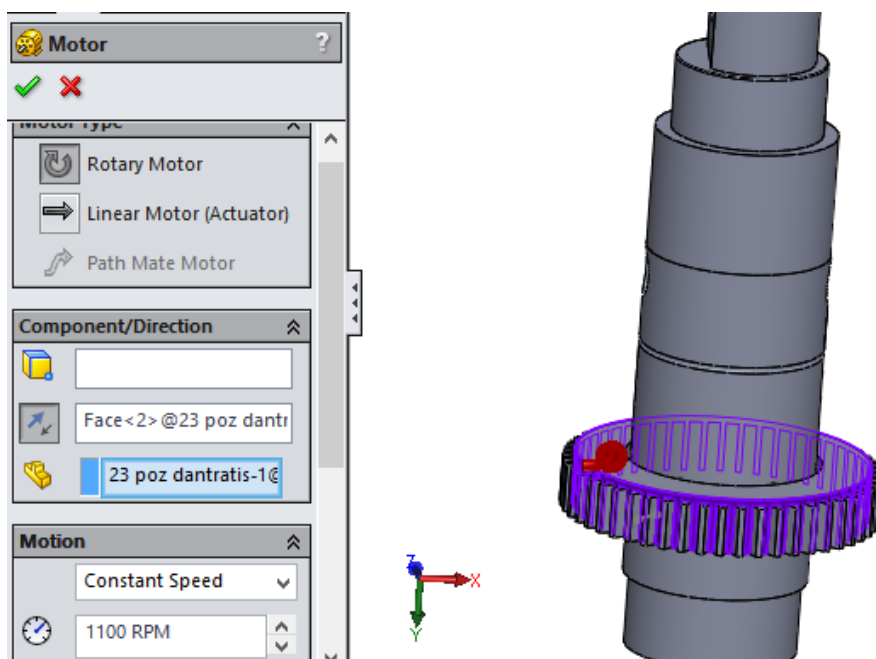 Motor ?
Motor Type
Rotary Motor
Linear Motor (Actuator)
Path Mate Motor
Component/Direction
Face<2>@23 poz dantr
23 poz dantratis-1@
Motion
Constant Speed
1100 RPM
Z
X
Y